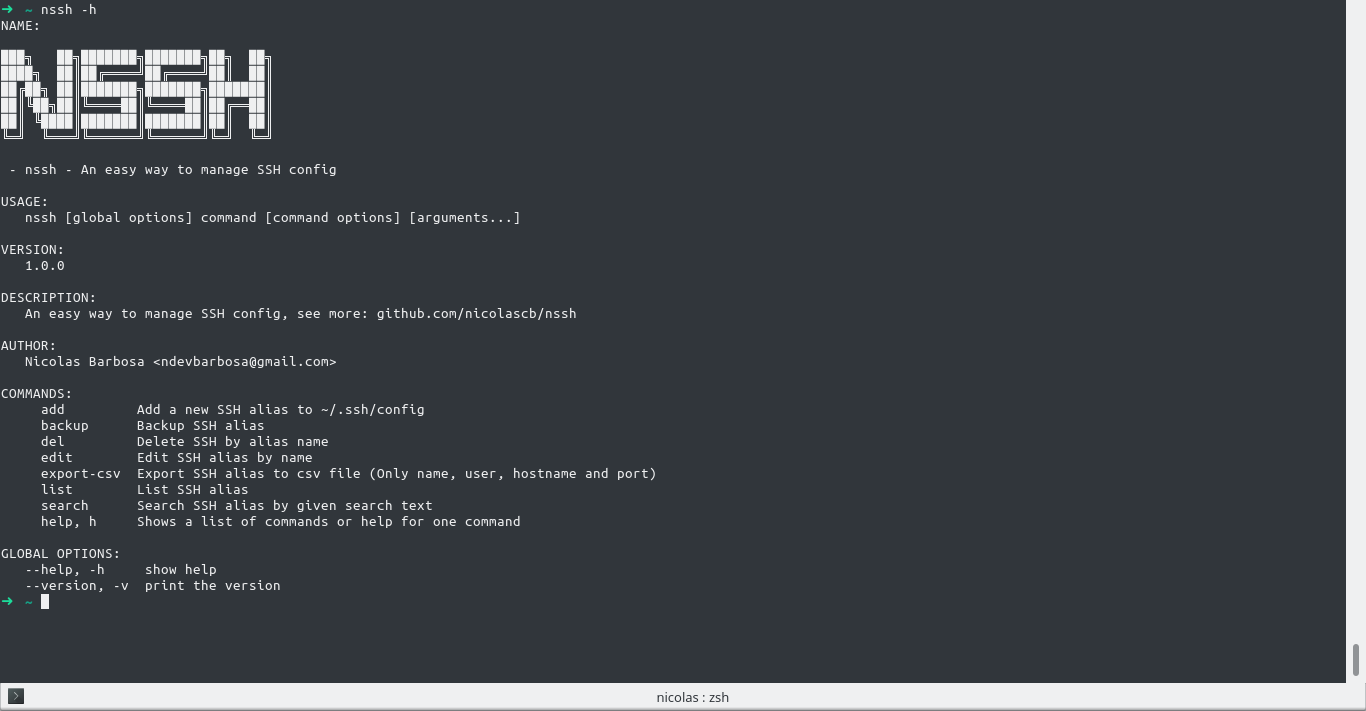 ➜ ~ nssh -h
NAME:
NSSH
- nssh - An easy way to manage SSH config
USAGE:
nssh [global options] command [command options] [arguments...]
VERSION:
1.0.0
DESCRIPTION:
An easy way to manage SSH config, see more: github.com/nicolascb/nssh
AUTHOR:
Nicolas Barbosa <ndevbarbosa@gmail.com>
COMMANDS:
add Add a new SSH alias to ~/.ssh/config
backup Backup SSH alias
del Delete SSH by alias name
edit Edit SSH alias by name
export-csv Export SSH alias to csv file (Only name, user, hostname and port)
list List SSH alias
search Search SSH alias by given search text
help, h Shows a list of commands or help for one command
GLOBAL OPTIONS:
--help, -h show help
--version, -v print the version
➜ ~
nicolas : zsh